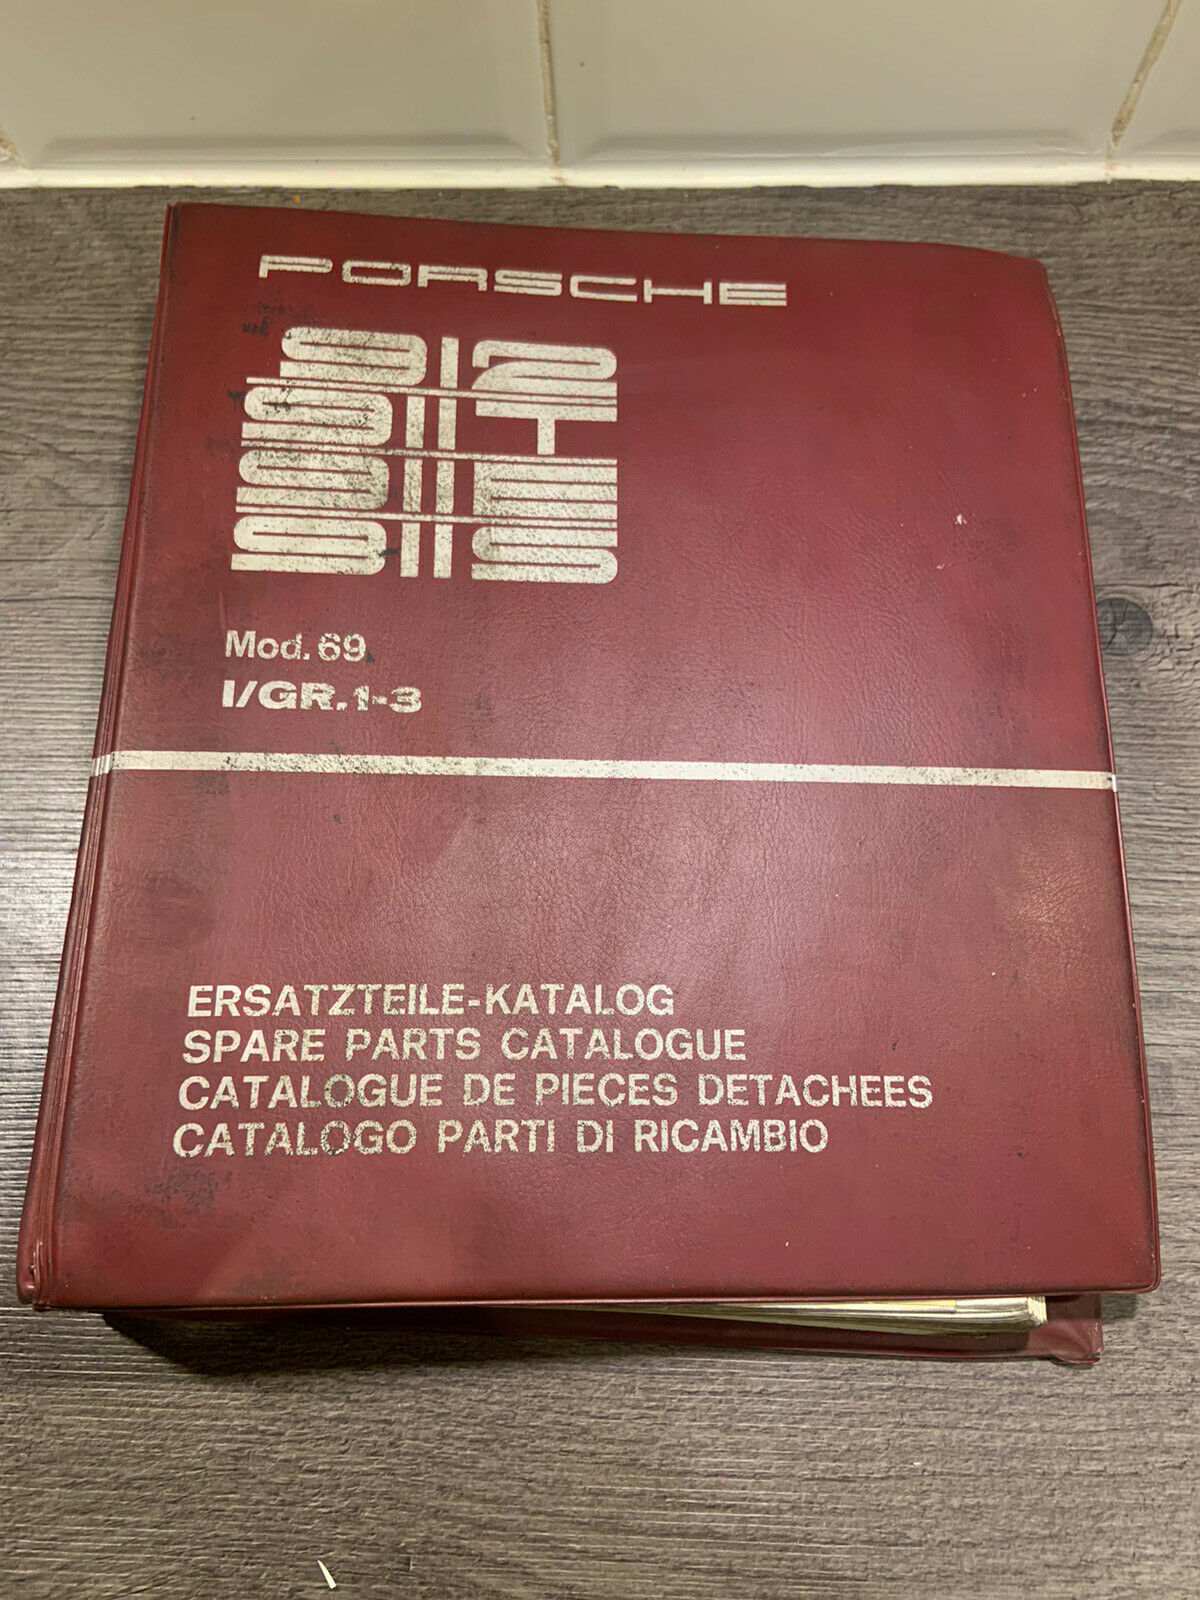 PORSCHE
912
911T
911E
911S
Mod. 69
I/GR. 1-3
ERSATZTEILE-KATALOG
SPARE PARTS CATALOGUE
CATALOGUE DE PIECES DETACHEES
CATALOGO PARTI DI RICAMBIO